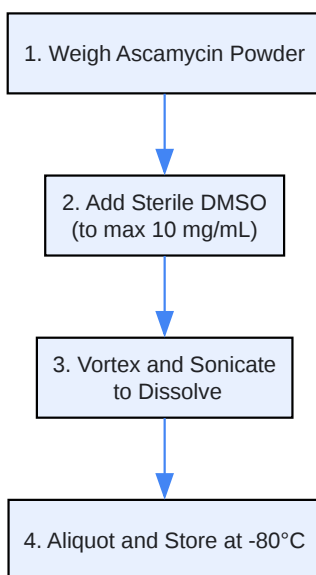 1. Weigh Ascamycin Powder
2. Add Sterile DMSO
(to max 10 mg/mL)
3. Vortex and Sonicate
to Dissolve
4. Aliquot and Store at -80°C